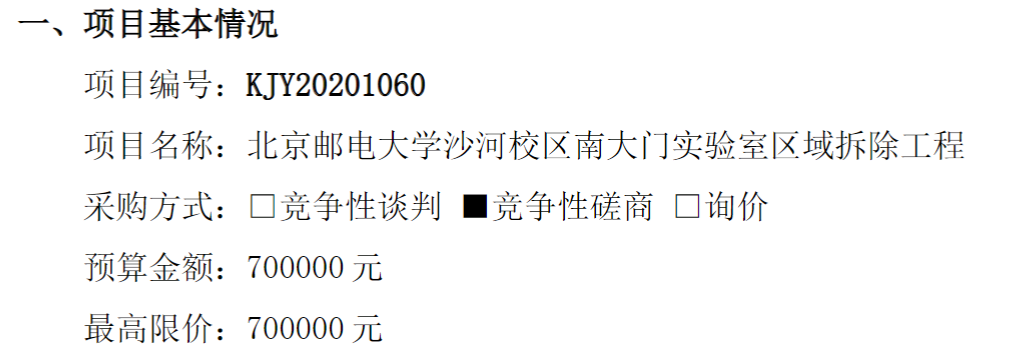 一、项目基本情况
项目编号：KJY20201060
项目名称：北京邮电大学沙河校区南大门实验室区域拆除工程
采购方式：□竞争性谈判 ■竞争性磋商 □询价
预算金额：700000 元
最高限价：700000 元